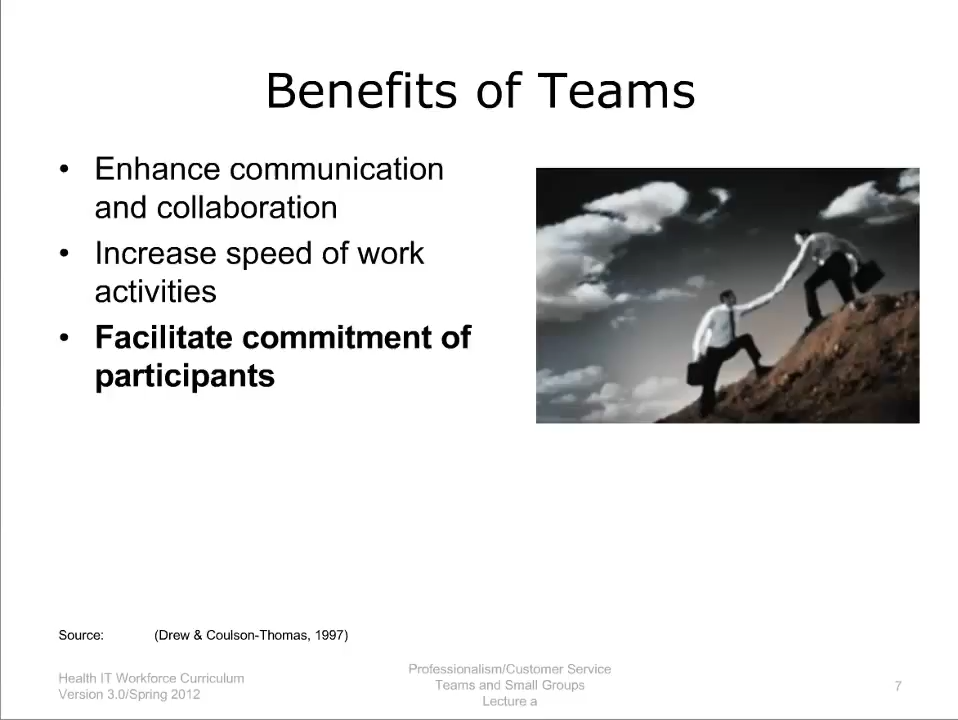 Benefits of Teams
• Enhance communication
and collaboration
• Increase speed of work
activities
• Facilitate commitment of
participants
Source: (Drew & Coulson-Thomas, 1997)
Health IT Workforce Curriculum
Version 3.0/Spring 2012
Professionalism/Customer Service
Teams and Small Groups
Lecture a
7